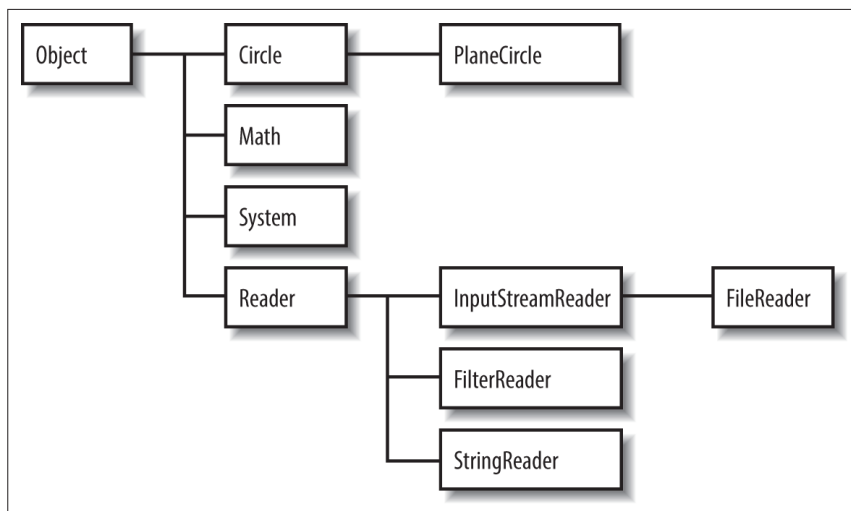 Object
Circle
PlaneCircle
Math
System
Reader
InputStreamReader
FileReader
FilterReader
StringReader